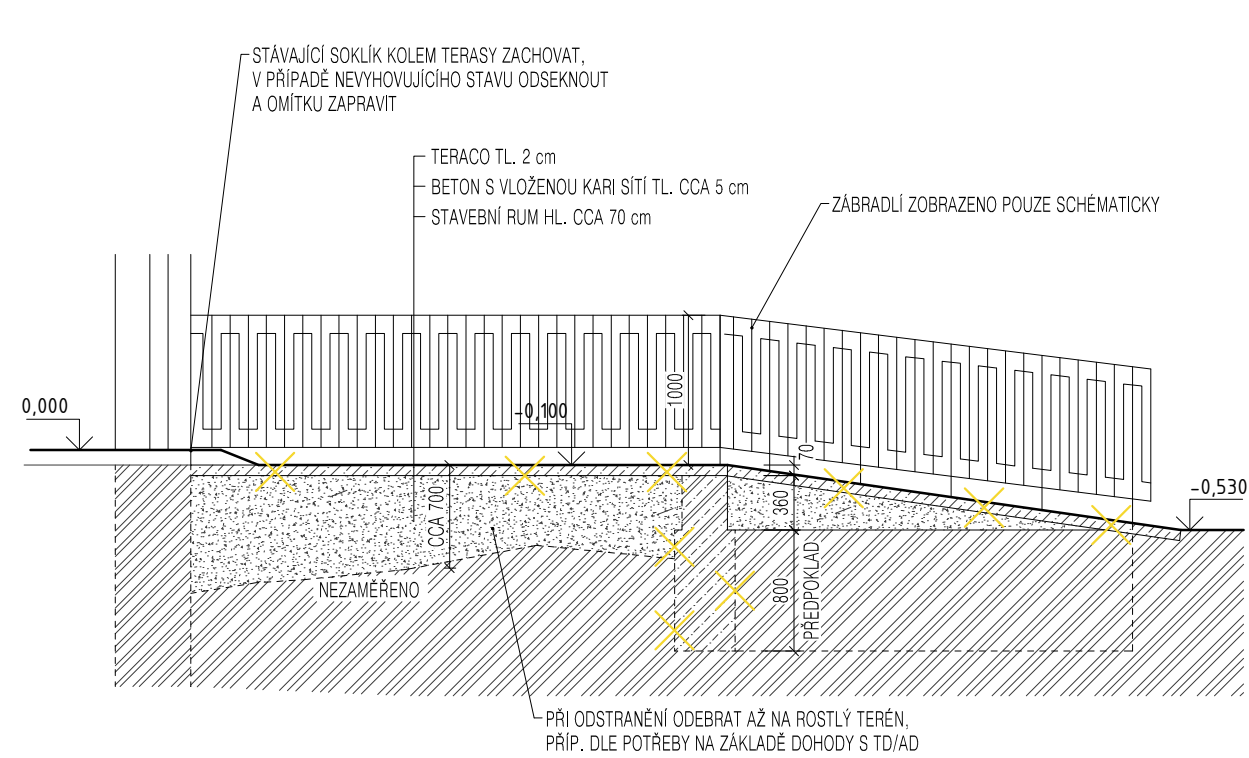 STÁVAJÍCÍ SOKLÍK KOLEM TERASY ZACHOVAT,
V PŘÍPADĚ NEVYHOVUJÍCÍHO STAVU ODSEKNOUT
A OMÍTKU ZAPRAVIT
TERACO TL. 2 cm
BETON S VLOŽENOU KARI SÍTÍ TL. CCA 5 cm
STAVEBNÍ RUM HL. CCA 70 cm
ZÁBRADLÍ ZOBRAZENO POUZE SCHÉMATICKY
0,000
-0,100
1000
70
360
-0,530
CCA 700
NEZAMĚŘENO
800
PŘEDPOKLAD
PŘI ODSTRANĚNÍ ODEBRAT AŽ NA ROSTLÝ TERÉN,
PŘÍP. DLE POTŘEBY NA ZÁKLADĚ DOHODY S TD/AD